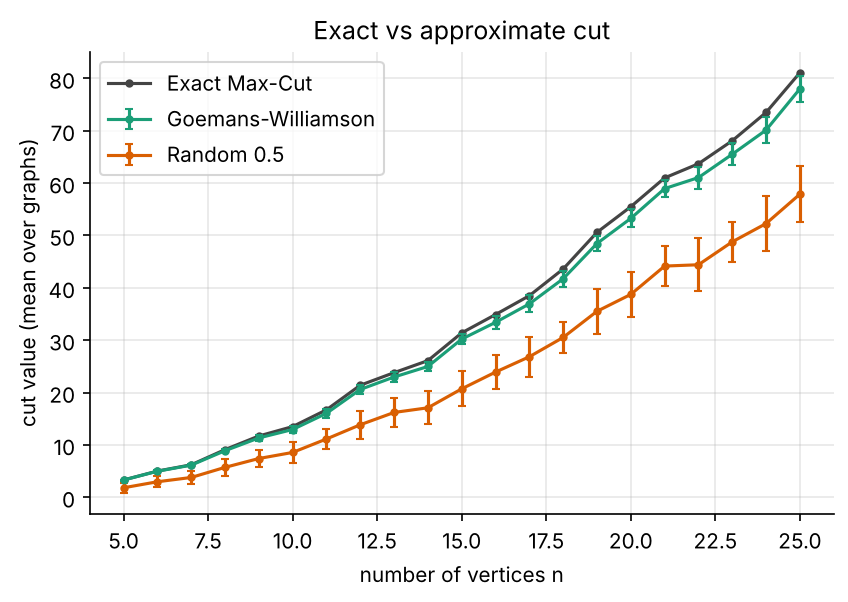 Exact vs approximate cut
Exact Max-Cut
Goemans-Williamson
Random 0.5
cut value (mean over graphs)
80
70
60
50
40
30
20
10
0
5.0 7.5 10.0 12.5 15.0 17.5 20.0 22.5 25.0
number of vertices n